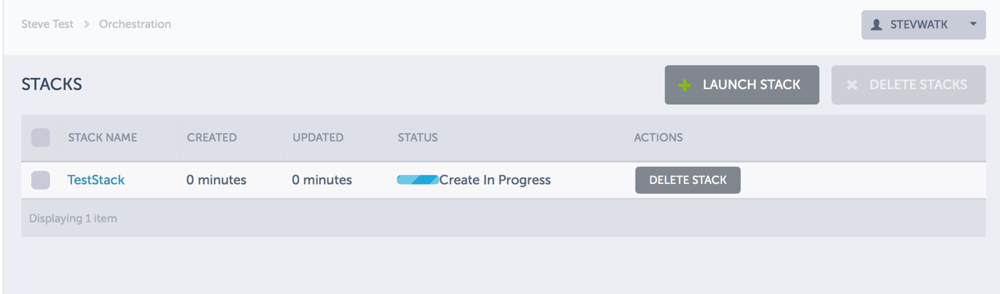 Steve Test Orchestration
STEVWATK
STACKS
LAUNCH STACK
DELETE STACKS
STACK NAME CREATED UPDATED STATUS ACTIONS
TestStack 0 minutes 0 minutes Create In Progress DELETE STACK
Displaying 1 item